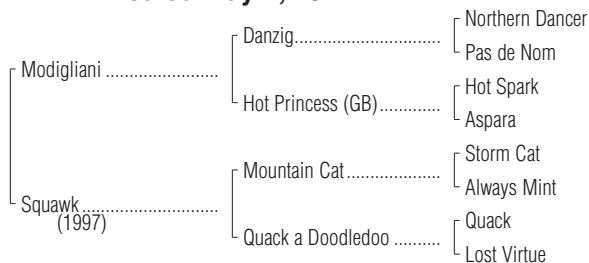 Northern Dancer
Danzig..............................
Pas de Nom
Modigliani ........................
Hot Spark
Hot Princess (GB).............
Aspara
Storm Cat
Mountain Cat....................
Always Mint
Squawk.............................
(1997)
Quack
Quack a Doodledoo ..........
Lost Virtue